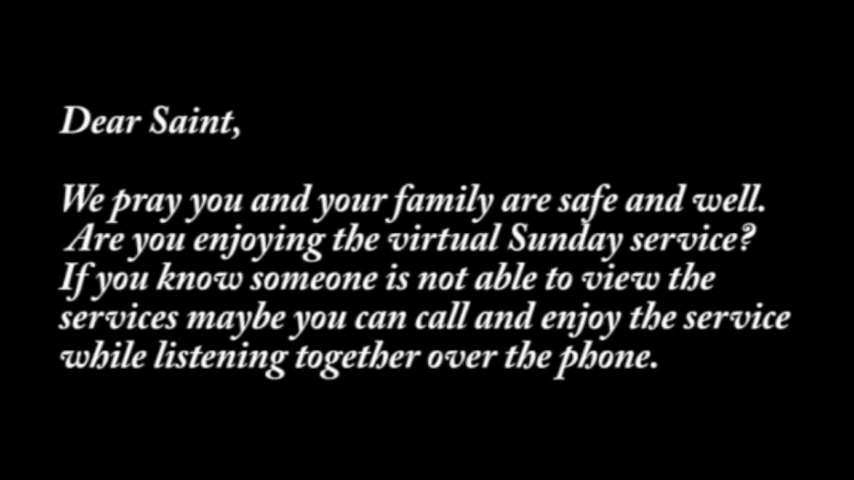 Dear Saint,
We pray you and your family are safe and well.
Are you enjoying the virtual Sunday service?
If you know someone is not able to view the
services maybe you can call and enjoy the service
while listening together over the phone.